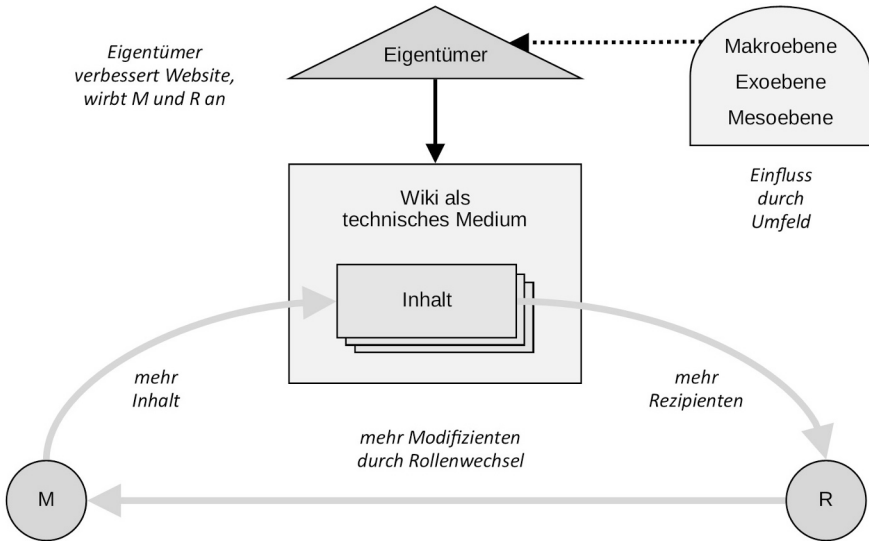 Eigentümer
verbessert Website,
wirbt M und R an
Eigentümer
Makroebene
Exoebene
Mesoebene
Einfluss
durch
Umfeld
Wiki als
technisches Medium
Inhalt
mehr
Inhalt
mehr
Rezipienten
mehr Modifizienten
durch Rollenwechsel
M
R